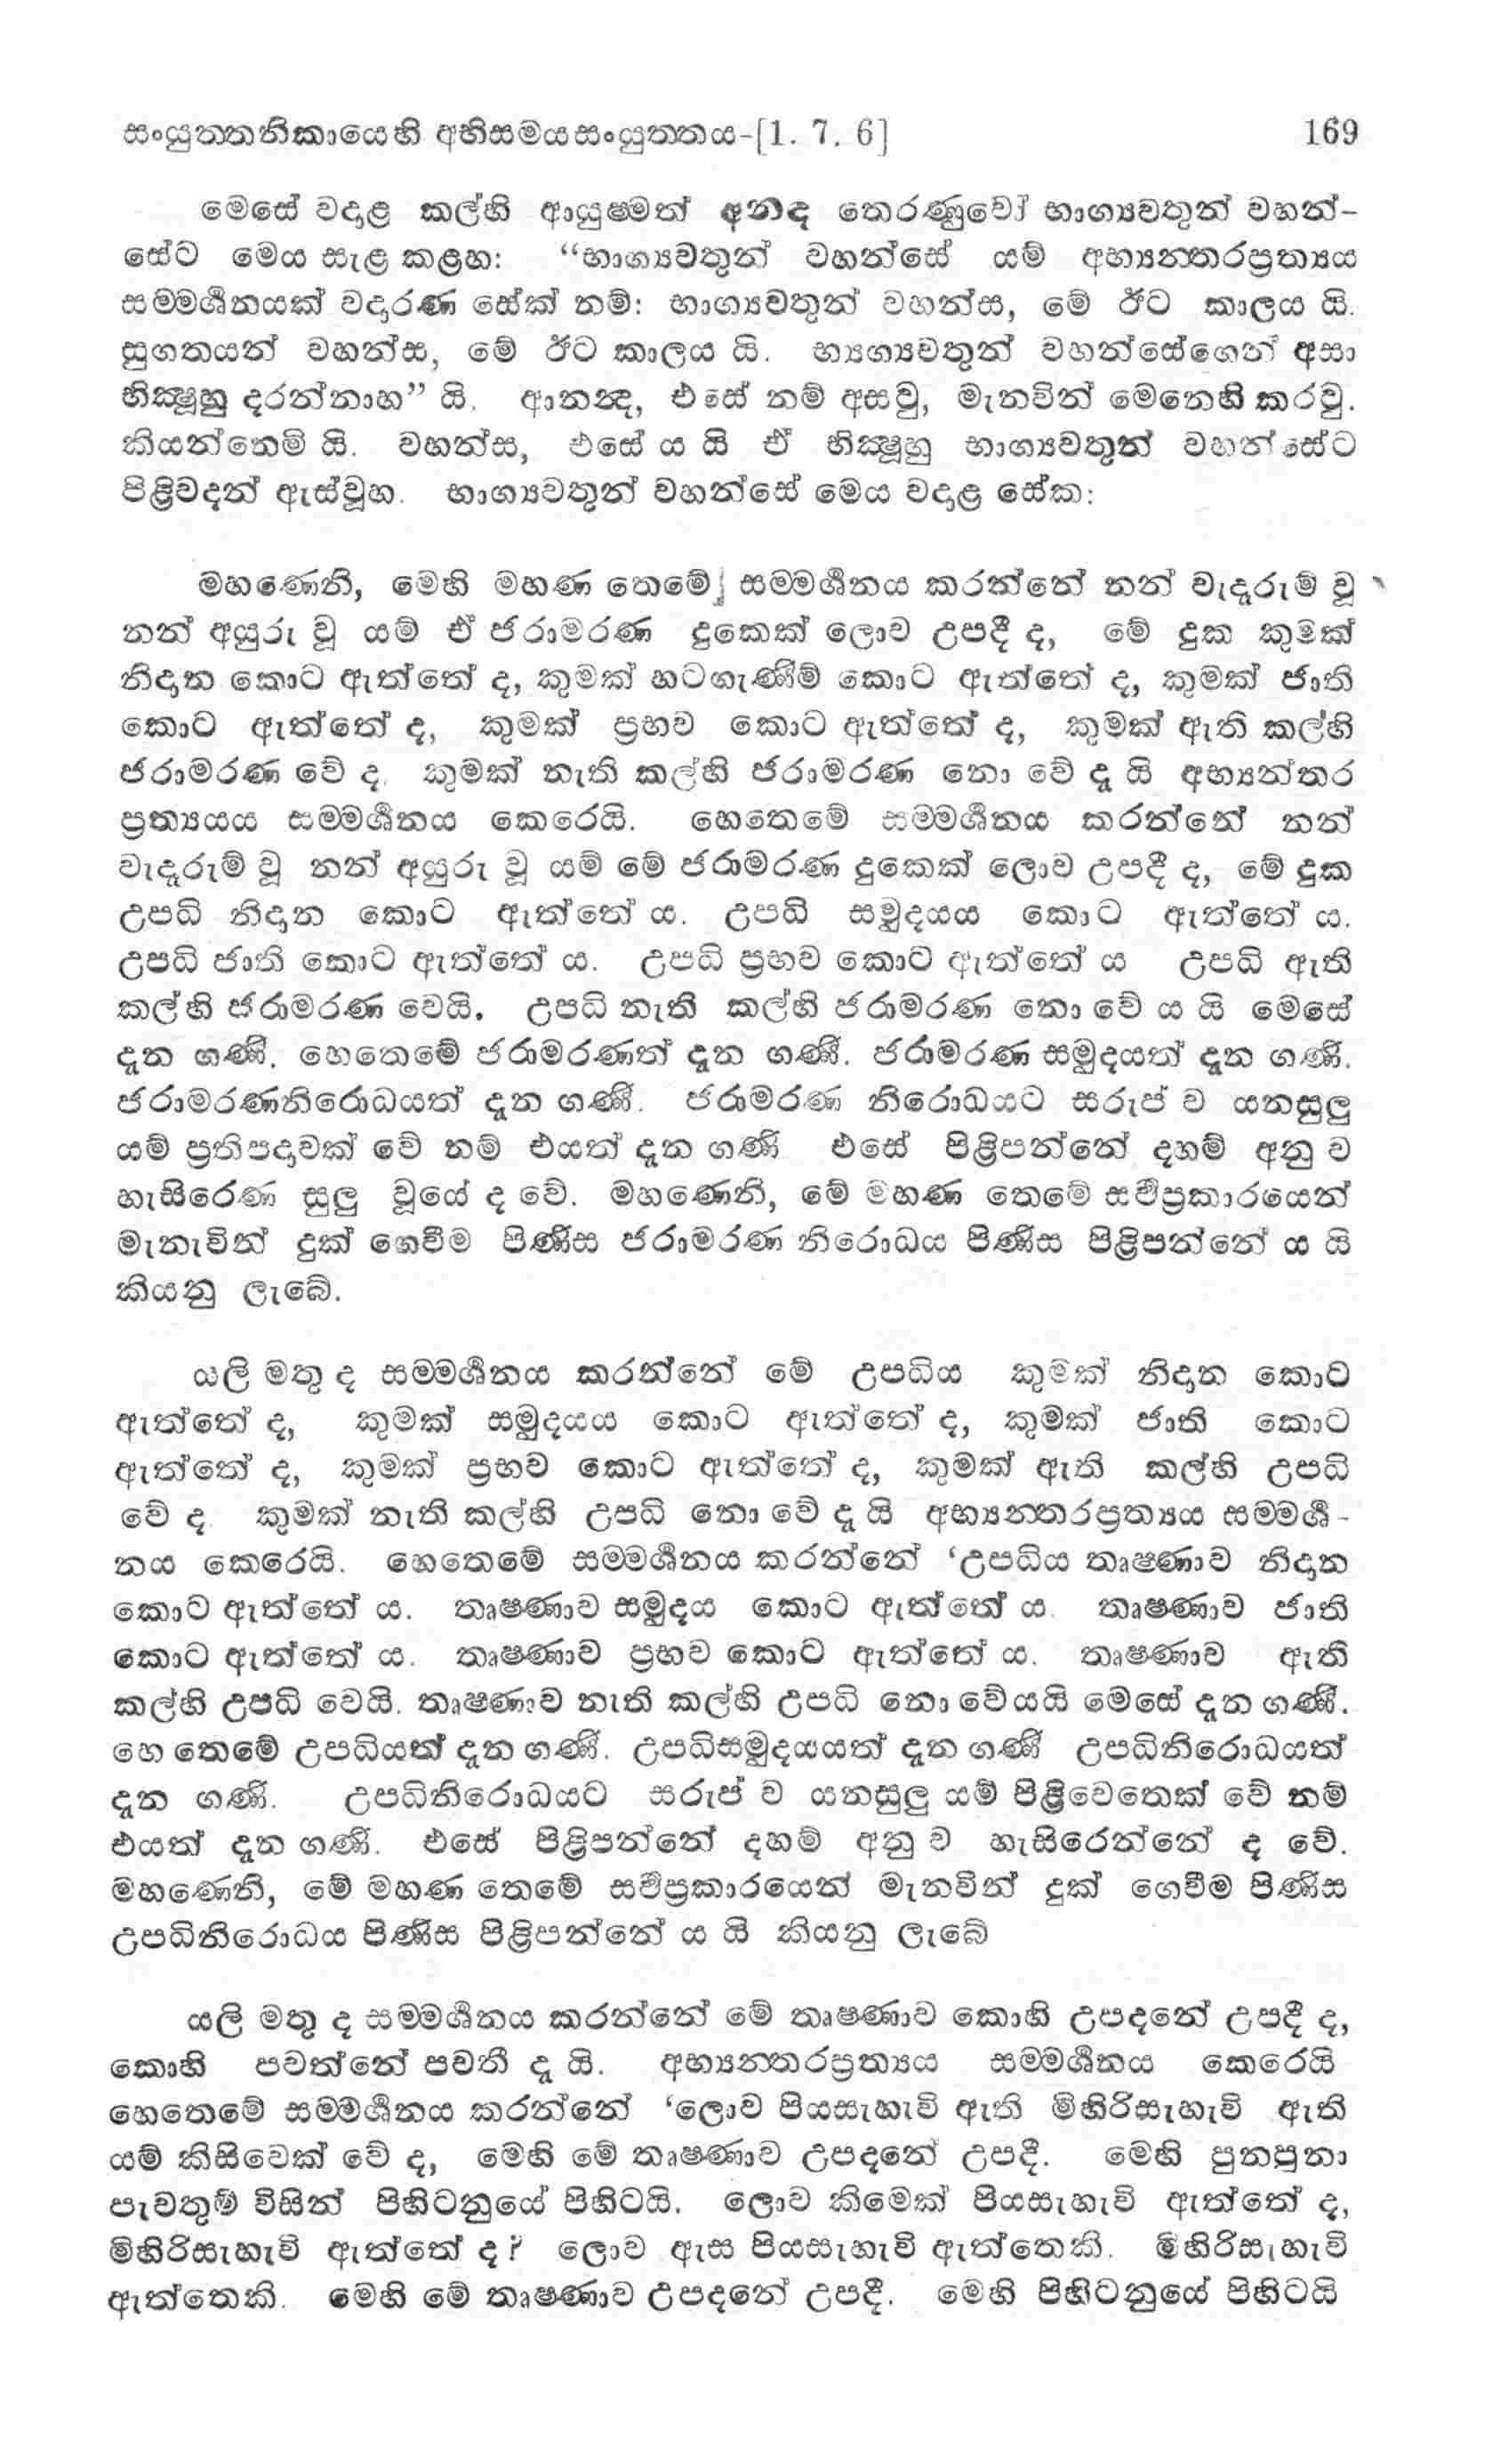 සංයුත්තනිකායෙහි අභිසමයසංයුත්තය-[1. 7. 6] 169
මෙසේ වදාළ කල්හි ආයුෂ්මත් අනඳ තෙරණුවෝ භාග්‍යවතුන් වහන්-
සේට මෙය සැළ කළහ: “භාග්‍යවතුන් වහන්සේ යම් අභ්‍යන්තරප්‍රත්‍යය
සම්මර්ශනයක් වදාරණ සේක් නම්: භාග්‍යවතුන් වහන්ස, මේ ඊට කාලය යි.
සුගතයන් වහන්ස, මේ ඊට කාලය යි. භ්‍යග්‍යවතුන් වහන්සේගෙන් අසා
භික්‍ෂූහු දරන්නාහ” යි. ආනන්‍ද, එසේ නම් අසවු, මැනවින් මෙනෙහි කරවු.
කියන්නෙමි යි. වහන්ස, එසේ ය යි ඒ භික්‍ෂූහු භාග්‍යවතුන් වහන්සේට
පිළිවදන් ඇස්වූහ. භාග්‍යවතුන් වහන්සේ මෙය වදාළ සේක:
මහණෙනි, මෙහි මහණ තෙමේ සම්මර්ශනය කරන්නේ නන් වැදෑරුම් වූ
නන් අයුරු වූ යම් ඒ ජරාමරණ දුකෙක් ලොව උපදී ද, මේ දුක කුමක්
නිදාන කොට ඇත්තේ ද, කුමක් හටගැණීම් කොට ඇත්තේ ද, කුමක් ජාති
කොට ඇත්තේ ද, කුමක් ප්‍රභව කොට ඇත්තේ ද, කුමක් ඇති කල්හි
ජරාමරණ වේ ද, කුමක් නැති කල්හි ජරාමරණ නො වේ දැ යි අභ්‍යන්තර
ප්‍රත්‍යයය සම්මර්ශනය කෙරෙයි. හෙතෙමේ සම්මර්ශනය කරන්නේ නන්
වැදෑරුම් වූ නන් අයුරු වූ යම් මේ ජරාමරණ දුකෙක් ලොව උපදී ද, මේ දුක
උපධි නිදාන කොට ඇත්තේ ය. උපධි සමුදයය කොට ඇත්තේ ය.
උපධි ජාති කොට ඇත්තේ ය. උපධි ප්‍රභව කොට ඇත්තේ ය උපධි ඇති
කල්හි ජරාමරණ වෙයි. උපධි නැති කල්හි ජරාමරණ නො වේ ය යි මෙසේ
දැන ගණී. හෙතෙමේ ජරාමරණත් දැන ගණී. ජරාමරණ සමුදයත් දැන ගණී.
ජරාමරණනිරොධයත් දැන ගණී. ජරාමරණ නිරොධයට සරුප් ව යනසුලු
යම් ප්‍රතිපදාවක් වේ නම් එයත් දැන ගණී එසේ පිළිපන්නේ දහම් අනු ව
හැසිරෙණ සුලු වූයේ ද වේ. මහණෙනි, මේ මහණ තෙමේ සර්වප්‍රකාරයෙන්
මැනැවින් දුක් ගෙවීම පිණිස ජරාමරණ නිරොධය පිණිස පිළිපන්නේ ය යි
කියනු ලැබේ.
යලි මතු ද සම්මර්ශනය කරන්නේ මේ උපධිය කුමක් නිදාන කොට
ඇත්තේ ද, කුමක් සමුදයය කොට ඇත්තේ ද, කුමක් ජාති කොට
ඇත්තේ ද, කුමක් ප්‍රභව කොට ඇත්තේ ද, කුමක් ඇති කල්හි උපධි
වේ ද, කුමක් නැති කල්හි උපධි නො වේ දැ යි අභ්‍යන්තරප්‍රත්‍යය සම්මර්ශ-
නය කෙරෙයි. හෙතෙමේ සම්මර්ශනය කරන්නේ ‘උපධිය තෘෂ්ණාව නිදාන
කොට ඇත්තේ ය. තෘෂ්ණාව සමුදය කොට ඇත්තේ ය. තෘෂ්ණාව ජාති
කොට ඇත්තේ ය. තෘෂ්ණාව ප්‍රභව කොට ඇත්තේ ය. තෘෂ්ණාව ඇති
කල්හි උපධි වෙයි. තෘෂ්ණාව නැති කල්හි උපධි නො වේයයි මෙසේ දැන ගණී.
හෙ තෙමේ උපධියත් දැන ගණී. උපධිසමුදයයත් දැන ගණී උපධිනිරොධයත්
දැන ගණී. උපධිනිරොධයට සරුප් ව යනසුලු යම් පිළිවෙතෙක් වේ නම්
එයත් දැන ගණී. එසේ පිළිපන්නේ දහම් අනු ව හැසිරෙන්නේ ද වේ.
මහණෙනි, මේ මහණ තෙමේ සර්වප්‍රකාරයෙන් මැනවින් දුක් ගෙවීම පිණිස
උපධිනිරොධය පිණිස පිළිපන්නේ ය යි කියනු ලැබේ
යලි මතු ද සම්මර්ශනය කරන්නේ මේ තෘෂ්ණාව කොහි උපදනේ උපදී ද,
කොහි පවත්නේ පවතී දැ යි. අභ්‍යන්තරප්‍රත්‍යය සම්මර්ශනය කෙරෙයි
හෙතෙමේ සම්මර්ශනය කරන්නේ ‘ලොව පියසැහැවි ඇති මිහිරිසැහැවි ඇති
යම් කිසිවෙක් වේ ද, මෙහි මේ තෘෂ්ණාව උපදනේ උපදී. මෙහි පුනපුනා
පැවතුම් විසින් පිහිටනුයේ පිහිටයි. ලොව කිමෙක් පියසැහැවි ඇත්තේ ද,
මිහිරිසැහැවි ඇත්තේ ද? ලොව ඇස පියසැහැවි ඇත්තෙකි. මිහිරිසැහැවි
ඇත්තෙකි. මෙහි මේ තෘෂ්ණාව උපදනේ උපදී. මෙහි පිහිටනුයේ පිහිටයි